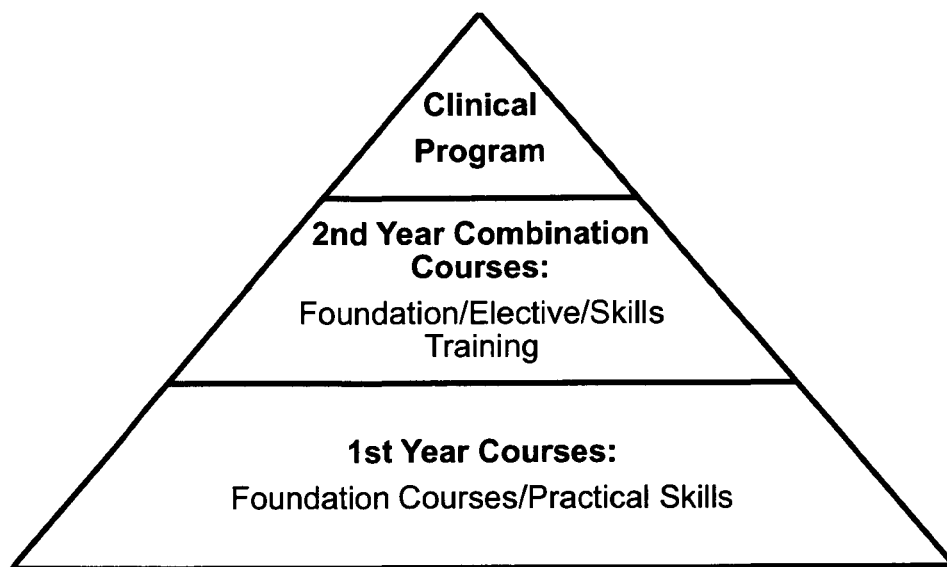 Clinical
Program
2nd Year Combination
Courses:
Foundation/Elective/Skills
Training
1st Year Courses:
Foundation Courses/Practical Skills